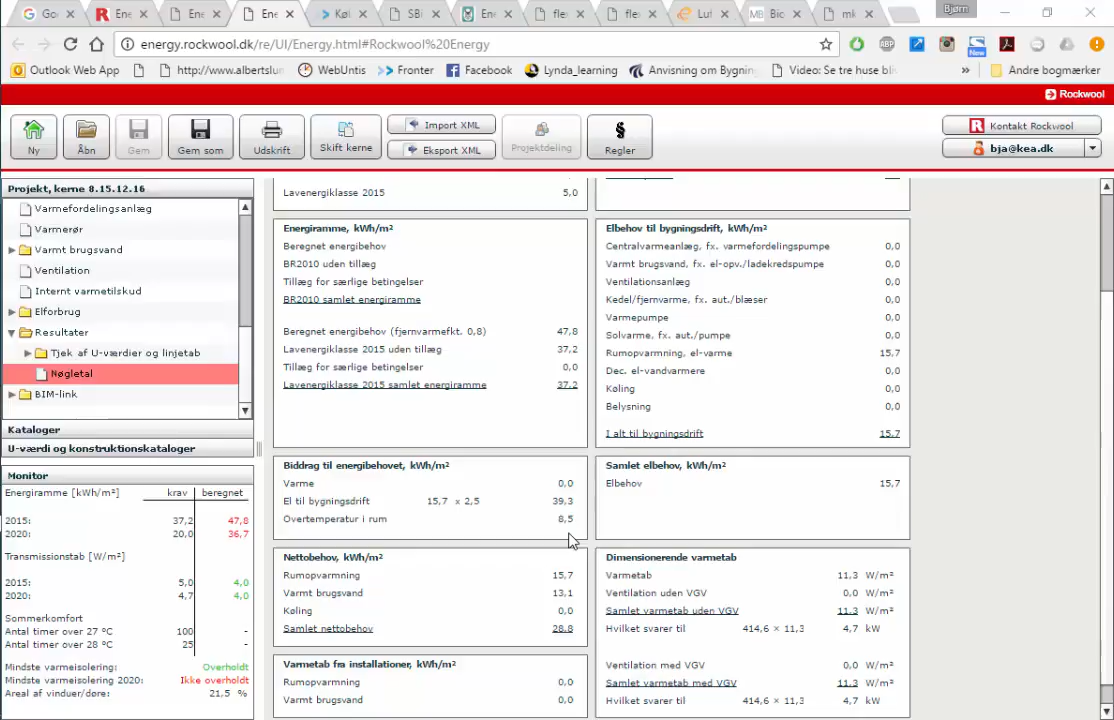 Go
Ene
Ene
Ene
Køl
SBi
Ene
fle
fle
Luf
Bio
mk
Bjørn
energy.rockwool.dk/re/UI/Energy.html#Rockwool%20Energy
ABP
New
Outlook Web App
http://www.albertslun
WebUntis
Fronter
Facebook
Lynda_learning
Anvisning om Bygnin
Video: Se tre huse bliv
»
Andre bogmærker
Rockwool
Ny
Åbn
Gem
Gem som
Udskrift
Skift kerne
Import XML
Eksport XML
Projektdeling
§
Regler
Kontakt Rockwool
bja@kea.dk
Projekt, kerne 8.15.12.16
Varmefordelingsanlæg
Varmerør
Varmt brugsvand
Ventilation
Internt varmetilskud
Elforbrug
Resultater
Tjek af U-værdier og linjetab
Nøgletal
BIM-link
Kataloger
U-værdi og konstruktionskataloger
Monitor
Energiramme [kWh/m²] krav beregnet
2015: 37,2 47,8
2020: 20,0 36,7
Transmissionstab [W/m²]
2015: 5,0 4,0
2020: 4,7 4,0
Sommerkomfort
Antal timer over 27 °C 100 -
Antal timer over 28 °C 25 -
Mindste varmeisolering: Overholdt
Mindste varmeisolering 2020: Ikke overholdt
Areal af vinduer/døre: 21,5 %
Lavenergiklasse 2015 5,0
Energiramme, kWh/m²
Beregnet energibehov
BR2010 uden tillæg
Tillæg for særlige betingelser
BR2010 samlet energiramme
Beregnet energibehov (fjernvarmefkt. 0,8) 47,8
Lavenergiklasse 2015 uden tillæg 37,2
Tillæg for særlige betingelser 0,0
Lavenergiklasse 2015 samlet energiramme 37,2
Elbehov til bygningsdrift, kWh/m²
Centralvarmeanlæg, fx. varmefordelingspumpe 0,0
Varmt brugsvand, fx. el-opv./ladekredspumpe 0,0
Ventilationsanlæg 0,0
Kedel/fjernvarme, fx. aut./blæser 0,0
Varmepumpe 0,0
Solvarme, fx. aut./pumpe 0,0
Rumopvarmning, el-varme 15,7
Dec. el-vandvarmere 0,0
Køling 0,0
Belysning 0,0
I alt til bygningsdrift 15,7
Biddrag til energibehovet, kWh/m²
Varme 0,0
El til bygningsdrift 15,7 x 2,5 39,3
Overtemperatur i rum 8,5
Samlet elbehov, kWh/m²
Elbehov 15,7
Nettobehov, kWh/m²
Rumopvarmning 15,7
Varmt brugsvand 13,1
Køling 0,0
Samlet nettobehov 28,8
Dimensionerende varmetab
Varmetab 11,3 W/m²
Ventilation uden VGV 0,0 W/m²
Samlet varmetab uden VGV 11,3 W/m²
Hvilket svarer til 414,6 × 11,3 4,7 kW
Ventilation med VGV 0,0 W/m²
Samlet varmetab med VGV 11,3 W/m²
Hvilket svarer til 414,6 × 11,3 4,7 kW
Varmetab fra installationer, kWh/m²
Rumopvarmning 0,0
Varmt brugsvand 0,0